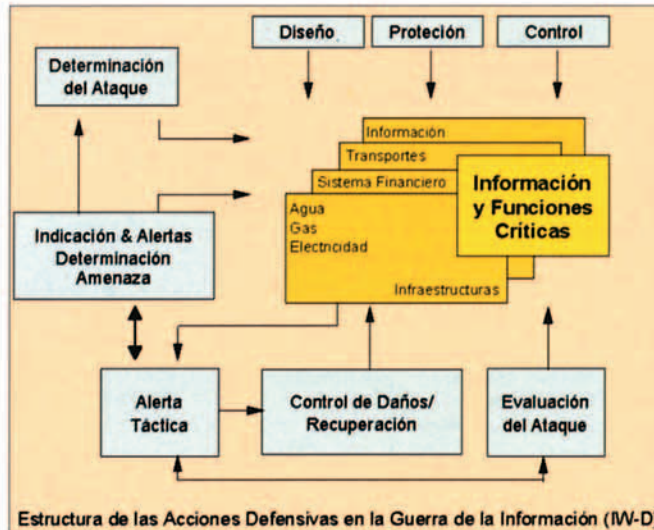 Diseño
Proteción
Control
Determinación
del Ataque
Información
Transportes
Sistema Financiero
Información
y Funciones
Criticas
Agua
Gas
Electricidad
Infraestructuras
Indicación & Alertas
Determinación
Amenaza
Alerta
Táctica
Control de Daños/
Recuperación
Evaluación
del Ataque
Estructura de las Acciones Defensivas en la Guerra de la Información (IW-D